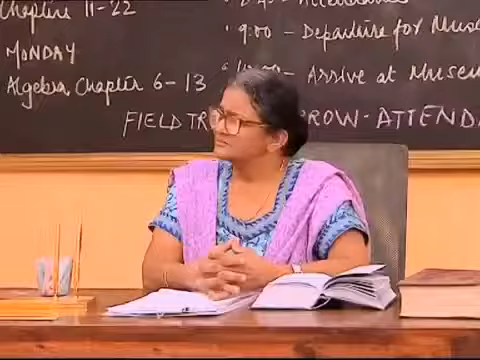 Chapter 11-22
MONDAY
Algebra Chapter 6-13
9:00 - DEPARTURE FOR MUSE
ARRIVE AT MUSEU
FIELD TR ROW - ATTEND